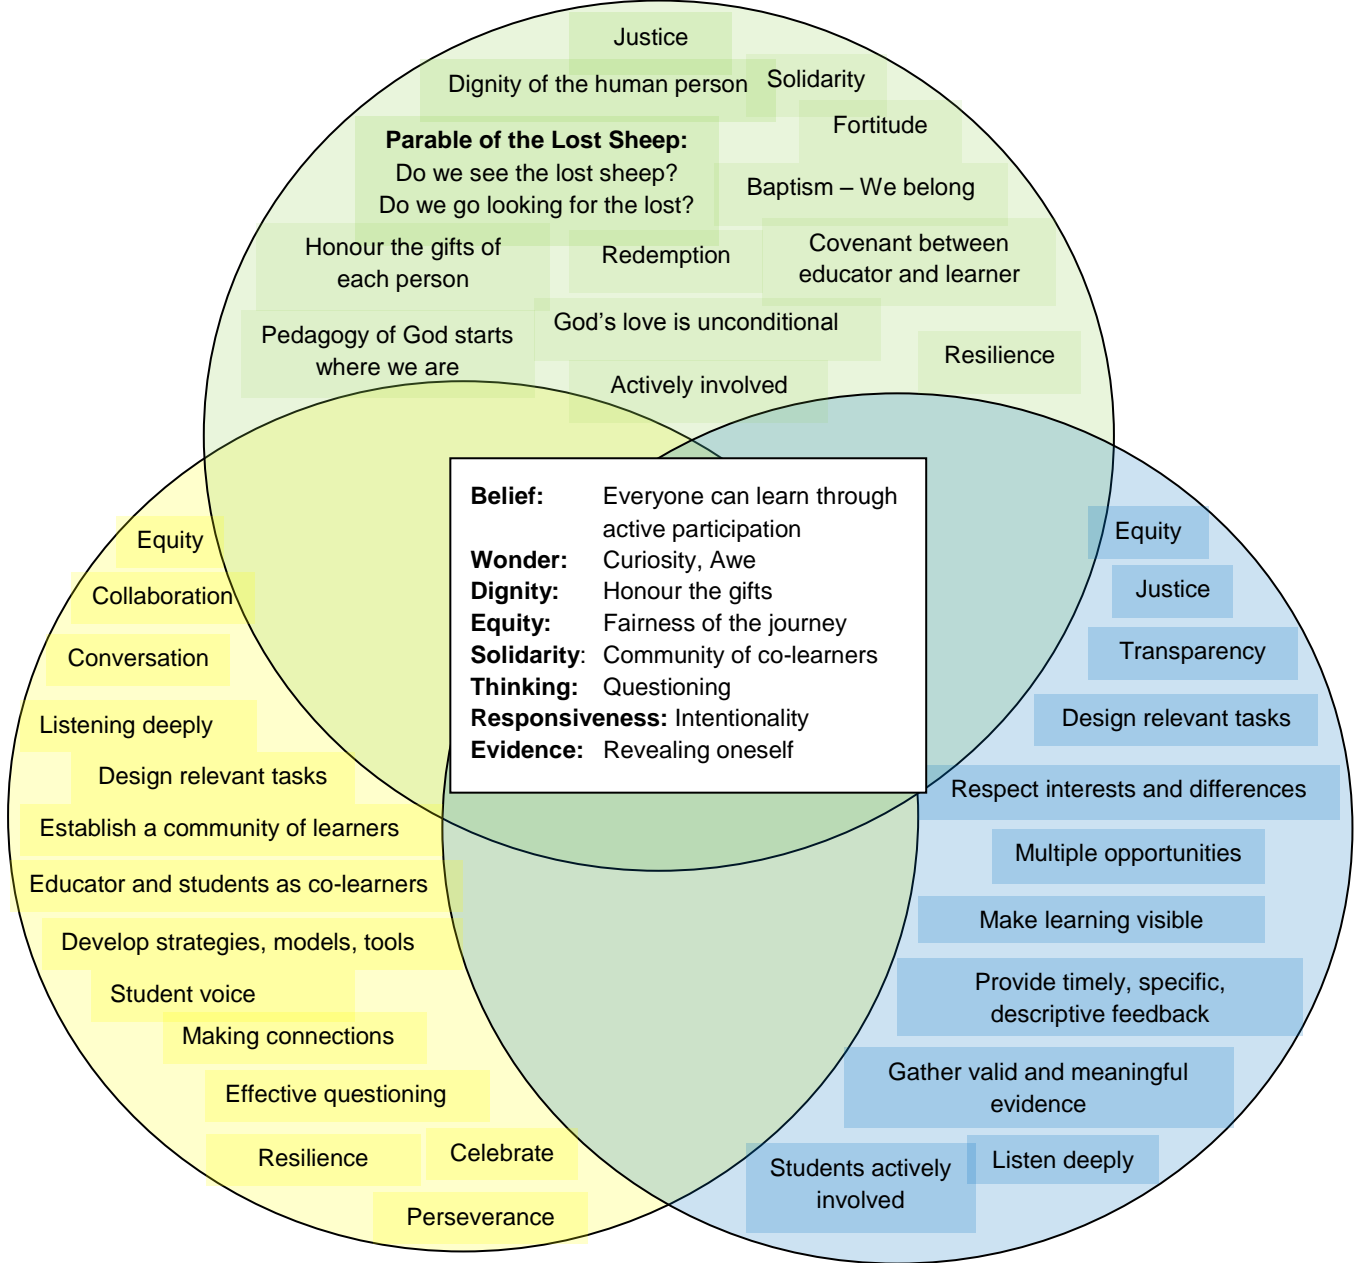 Justice
Dignity of the human person
Solidarity
Fortitude
Parable of the Lost Sheep:
Do we see the lost sheep?
Do we go looking for the lost?
Baptism – We belong
Honour the gifts of
each person
Redemption
Covenant between
educator and learner
Pedagogy of God starts
where we are
God's love is unconditional
Resilience
Actively involved
Belief: Everyone can learn through
active participation
Wonder: Curiosity, Awe
Dignity: Honour the gifts
Equity: Fairness of the journey
Solidarity: Community of co-learners
Thinking: Questioning
Responsiveness: Intentionality
Evidence: Revealing oneself
Equity
Collaboration
Conversation
Listening deeply
Design relevant tasks
Establish a community of learners
Educator and students as co-learners
Develop strategies, models, tools
Student voice
Making connections
Effective questioning
Resilience
Celebrate
Perseverance
Equity
Justice
Transparency
Design relevant tasks
Respect interests and differences
Multiple opportunities
Make learning visible
Provide timely, specific,
descriptive feedback
Gather valid and meaningful
evidence
Students actively
involved
Listen deeply